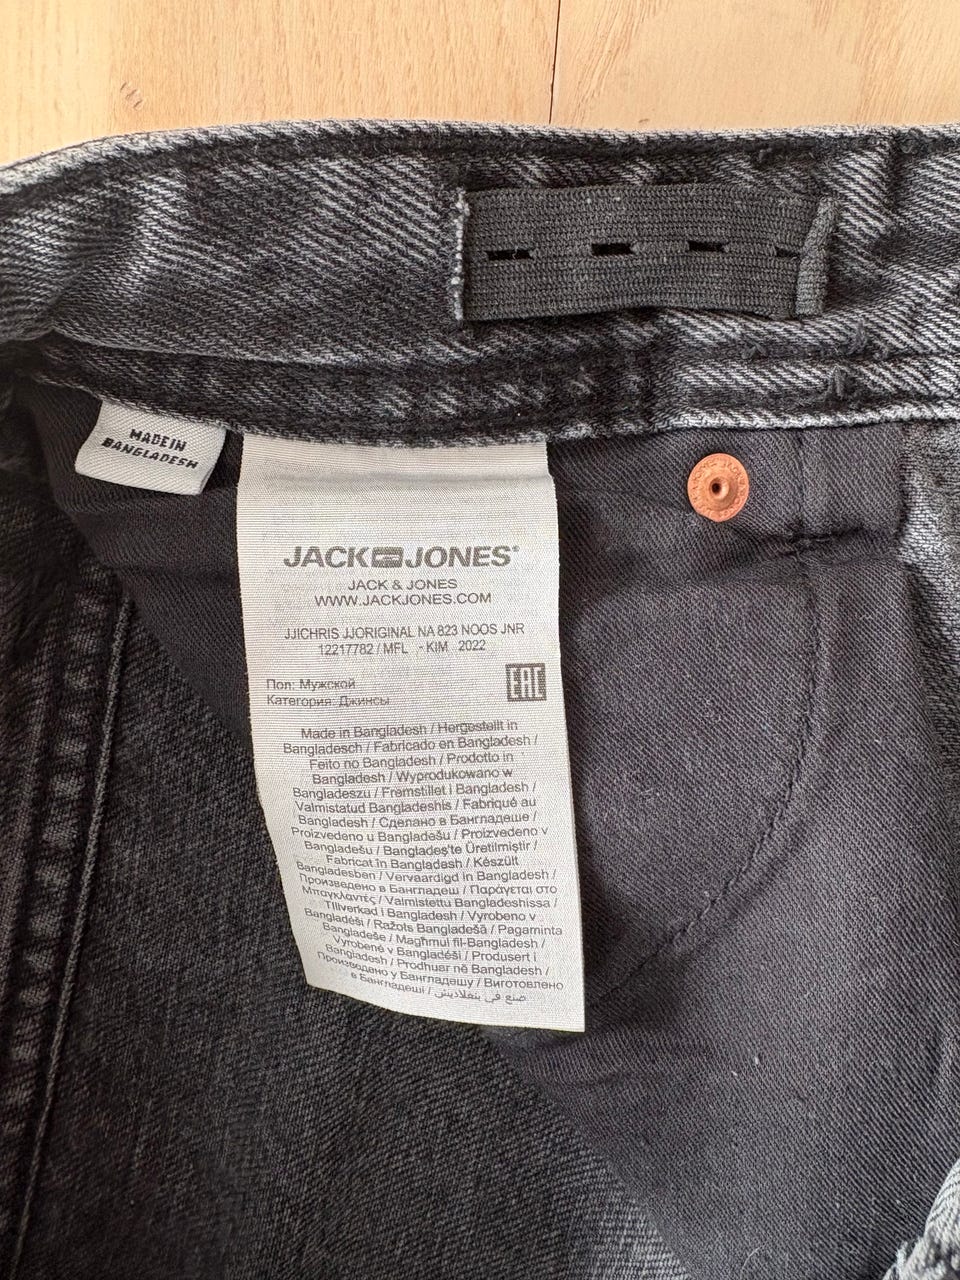 MADE IN
BANGLADESH
JACK JONES®
JACK & JONES
WWW.JACKJONES.COM
JJICHRIS JJORIGINAL NA 823 NOOS JNR
12217782 / MFL - KIM 2022
Пол: Мужской
Категория: Джинсы
EAC
Made in Bangladesh / Hergestellt in
Bangladesch / Fabricado en Bangladesh /
Feito no Bangladesh / Prodotto in
Bangladesh / Wyprodukowano w
Bangladeszu / Fremstillet i Bangladesh /
Valmistatud Bangladeshis / Fabriqué au
Bangladesh / Сделано в Бангладеше /
Proizvedeno u Bangladešu / Proizvedeno v
Bangladešu / Bangladeş'te Üretilmiştir /
Fabricat în Bangladesh / Készült
Bangladesben / Vervaardigd in Bangladesh /
Произведено в Бангладеш / Παράγεται στο
Μπαγκλαντές / Valmistettu Bangladeshissa /
Tillverkad i Bangladesh / Vyrobeno v
Bangladéši / Ražots Bangladešā / Pagaminta
Bangladeše / Magħmul fil-Bangladesh /
Vyrobené v Bangladéši / Produsert i
Bangladesh / Prodhuar në Bangladesh /
Произведено у Бангладешу / Виготовлено
в Бангладеші / صنع في بنغلاديش